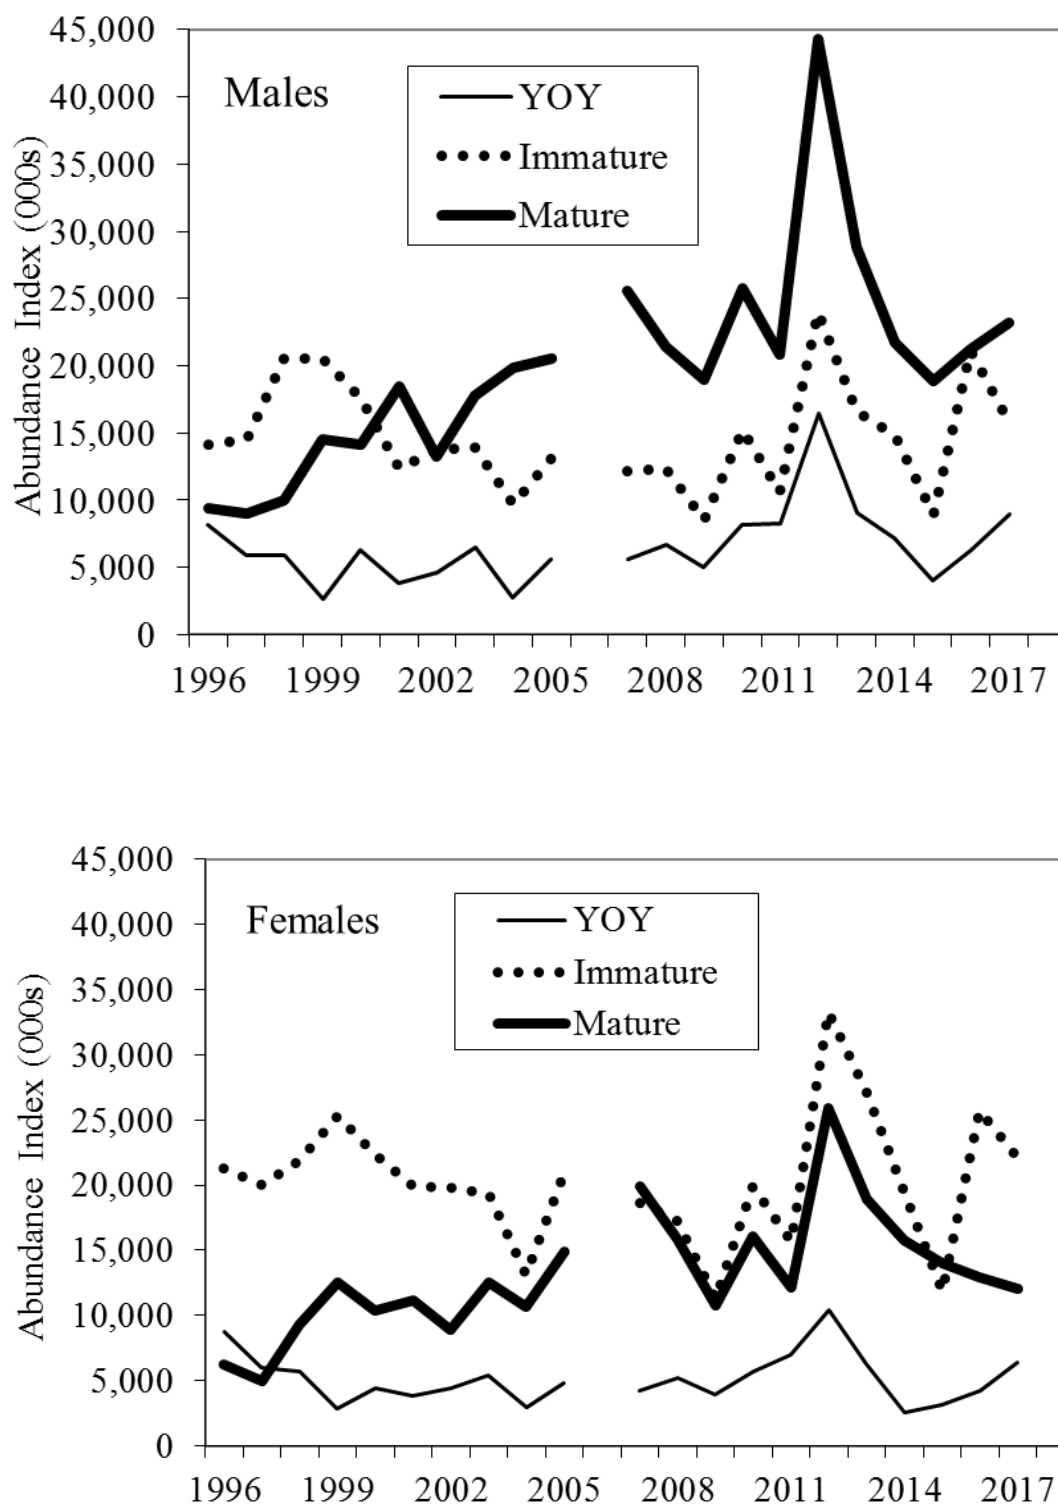 45,000
40,000
35,000
30,000
25,000
20,000
15,000
10,000
5,000
0
Abundance Index (000s)
Males
YOY
Immature
Mature
1996 1999 2002 2005 2008 2011 2014 2017
45,000
40,000
35,000
30,000
25,000
20,000
15,000
10,000
5,000
0
Abundance Index (000s)
Females
YOY
Immature
Mature
1996 1999 2002 2005 2008 2011 2014 2017